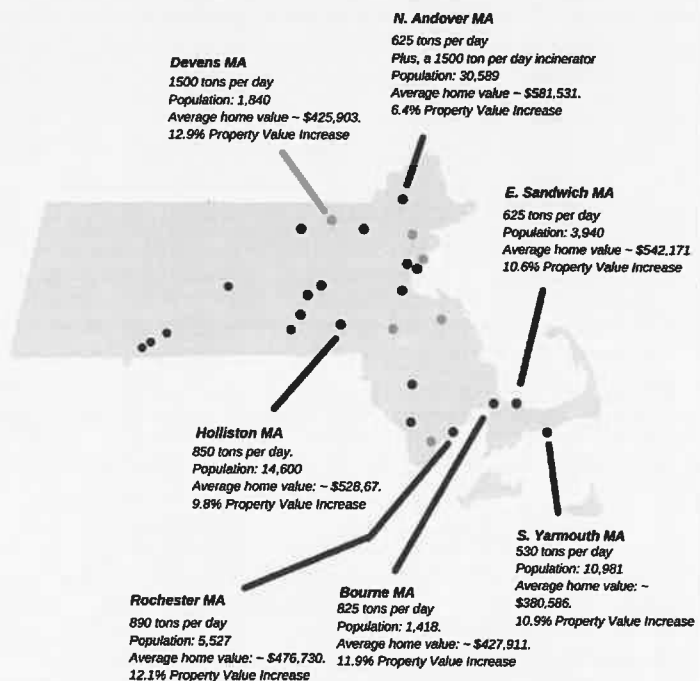 N. Andover MA
625 tons per day
Plus, a 1500 ton per day incinerator
Population: 30,589
Average home value ~ $581,531.
6.4% Property Value Increase
Devens MA
1500 tons per day
Population: 1,840
Average home value ~ $425,903.
12.9% Property Value Increase
E. Sandwich MA
625 tons per day
Population: 3,940
Average home value ~ $542,171
10.6% Property Value Increase
Holliston MA
850 tons per day.
Population: 14,600
Average home value: ~ $528,67.
9.8% Property Value Increase
S. Yarmouth MA
530 tons per day
Population: 10,981
Average home value: ~
$380,586.
10.9% Property Value Increase
Rochester MA
890 tons per day
Population: 5,527
Average home value: ~ $476,730.
12.1% Property Value Increase
Bourne MA
825 tons per day
Population: 1,418.
Average home value: ~ $427,911.
11.9% Property Value Increase